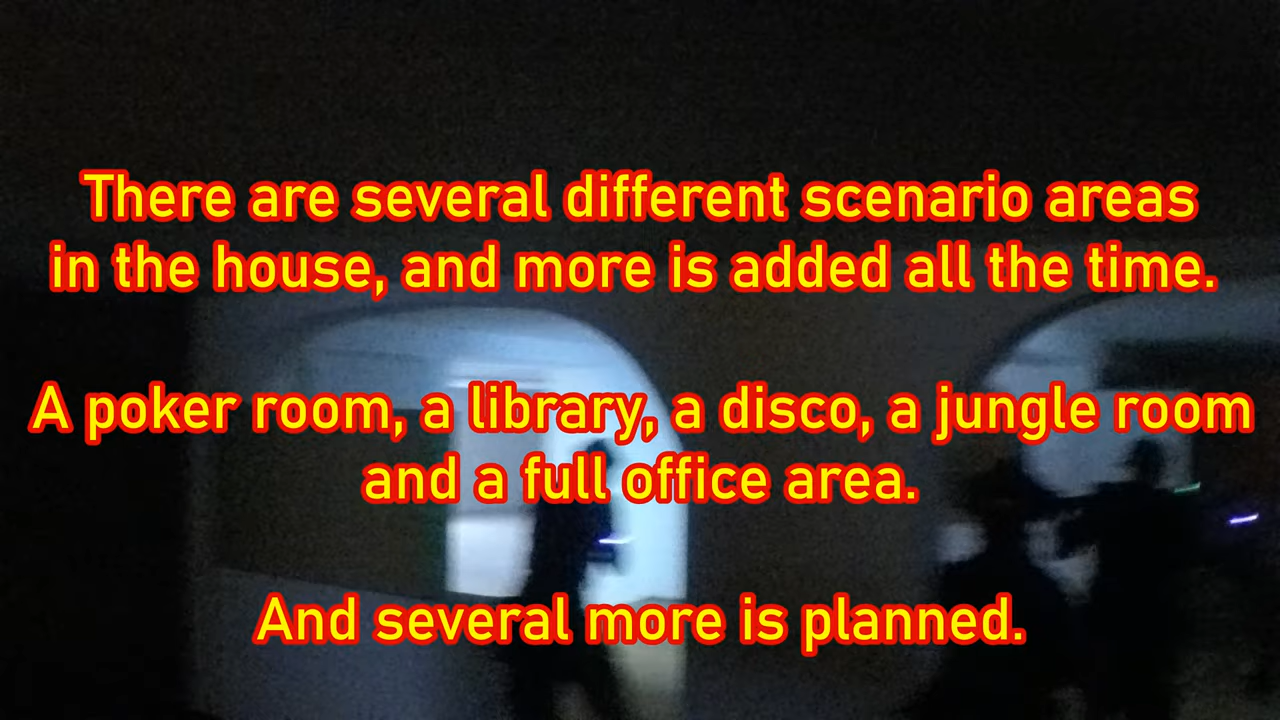 There are several different scenario areas
in the house, and more is added all the time.
A poker room, a library, a disco, a jungle room
and a full office area.
And several more is planned.